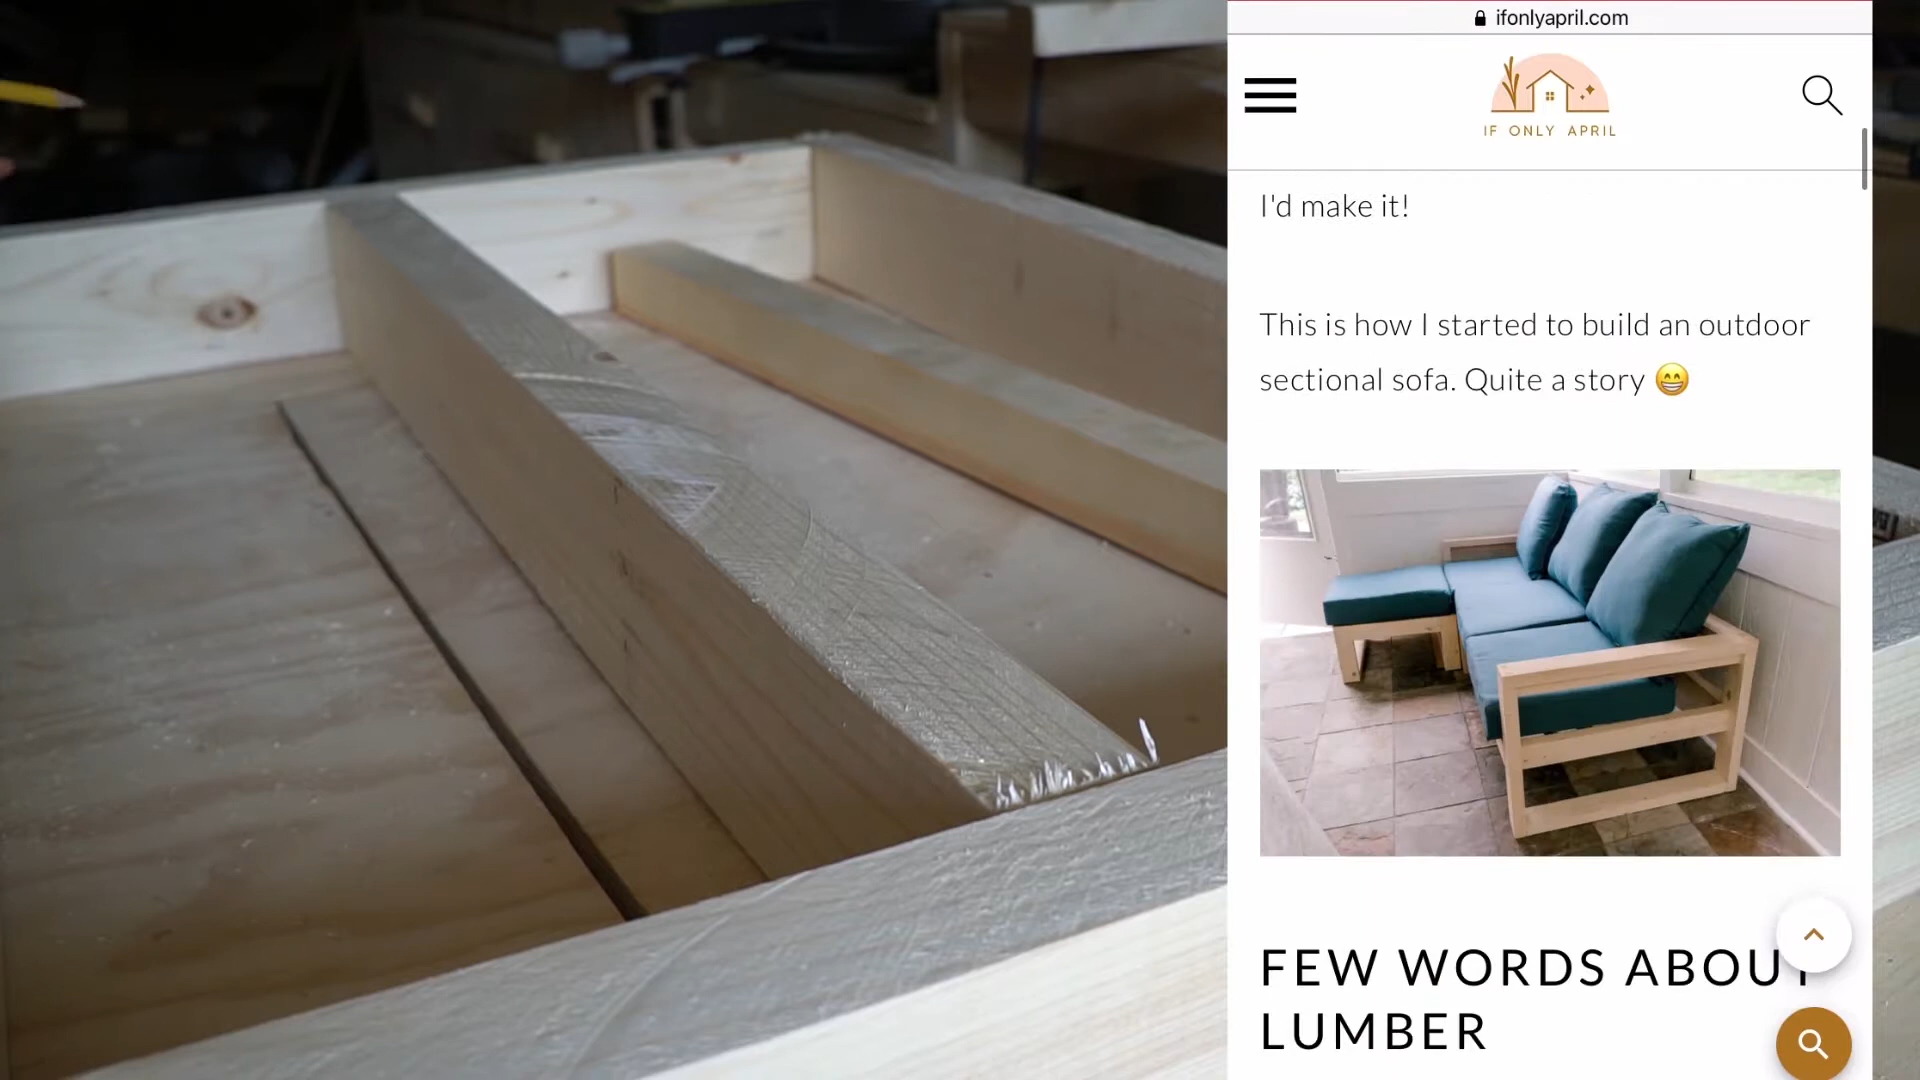 ifonlyapril.com
IF ONLY APRIL
I'd make it!
This is how I started to build an outdoor
sectional sofa. Quite a story 😁
FEW WORDS ABOUT
LUMBER